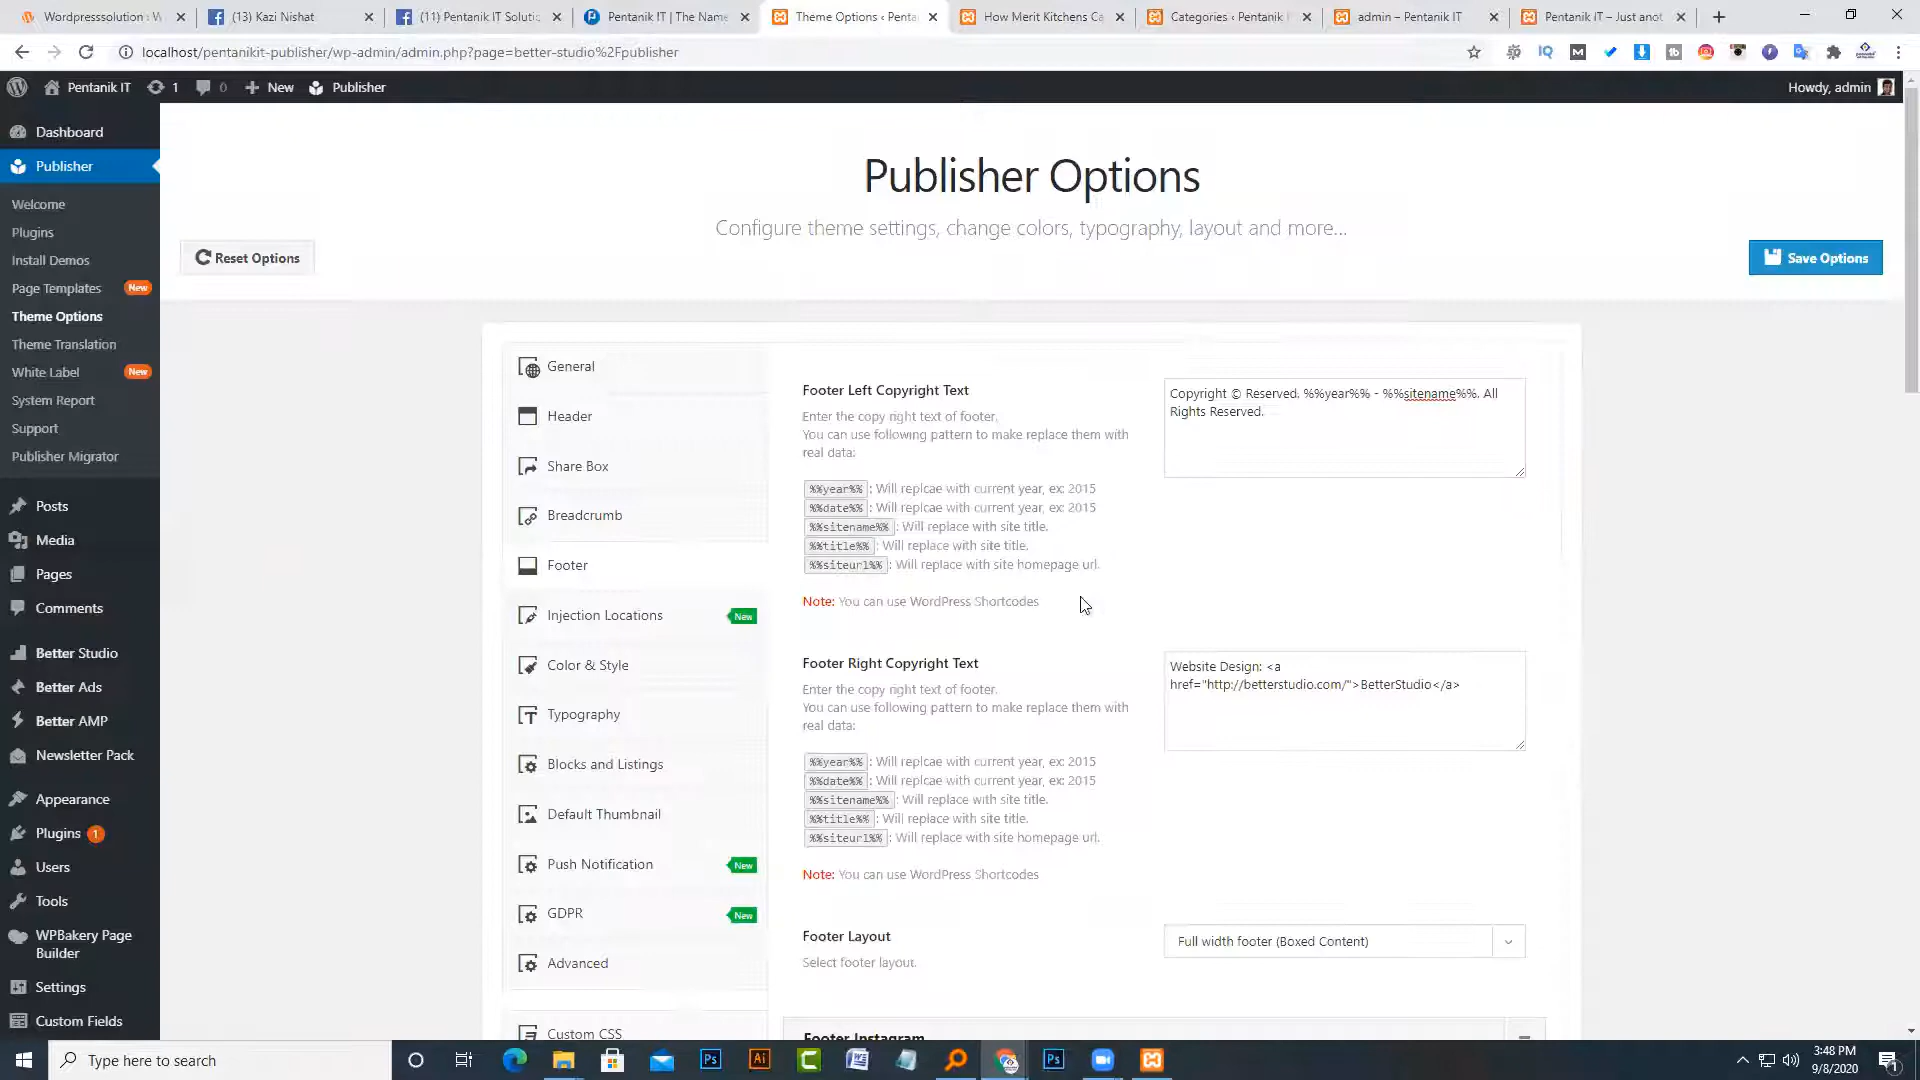 Wordpresssolution : W
(13) Kazi Nishat
(11) Pentanik IT Solutic
Pentanik IT | The Name
Theme Options ‹ Penta
How Merit Kitchens Ca
Categories ‹ Pentanik I
admin – Pentanik IT
Pentanik IT – Just anot
localhost/pentanikit-publisher/wp-admin/admin.php?page=better-studio%2Fpublisher
Pentanik IT
1
0
New
Publisher
Howdy, admin
Dashboard
Publisher
Welcome
Plugins
Install Demos
Page Templates New
Theme Options
Theme Translation
White Label New
System Report
Support
Publisher Migrator
Posts
Media
Pages
Comments
Better Studio
Better Ads
Better AMP
Newsletter Pack
Appearance
Plugins 1
Users
Tools
WPBakery Page
Builder
Settings
Custom Fields
Publisher Options
Configure theme settings, change colors, typography, layout and more...
Reset Options
Save Options
General
Header
Share Box
Breadcrumb
Footer
Injection Locations New
Color & Style
Typography
Blocks and Listings
Default Thumbnail
Push Notification New
GDPR New
Advanced
Custom CSS
Footer Left Copyright Text
Enter the copy right text of footer.
You can use following pattern to make replace them with
real data:
%%year%% : Will replcae with current year, ex: 2015
%%date%% : Will replcae with current year, ex: 2015
%%sitename%% : Will replace with site title.
%%title%% : Will replace with site title.
%%siteurl%% : Will replace with site homepage url.
Note: You can use WordPress Shortcodes
Copyright © Reserved. %%year%% - %%sitename%%. All
Rights Reserved.
Footer Right Copyright Text
Enter the copy right text of footer.
You can use following pattern to make replace them with
real data:
%%year%% : Will replcae with current year, ex: 2015
%%date%% : Will replcae with current year, ex: 2015
%%sitename%% : Will replace with site title.
%%title%% : Will replace with site title.
%%siteurl%% : Will replace with site homepage url.
Note: You can use WordPress Shortcodes
Website Design: <a
href="http://betterstudio.com/">BetterStudio</a>
Footer Layout
Select footer layout.
Full width footer (Boxed Content)
Footer Instagram
Type here to search
3:48 PM
9/8/2020